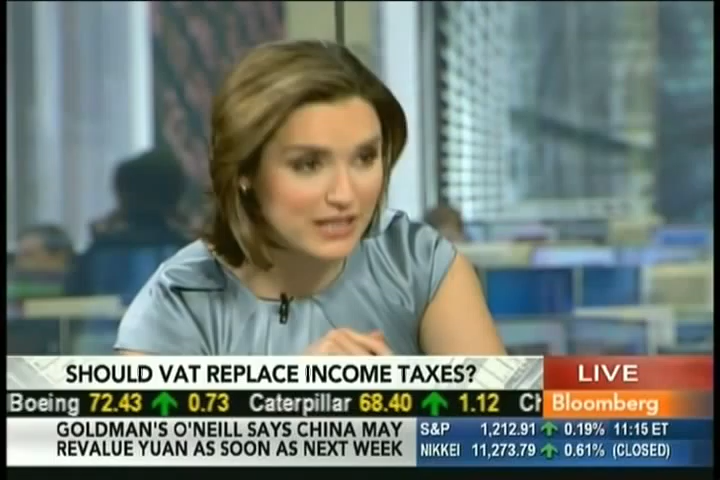 SHOULD VAT REPLACE INCOME TAXES?
LIVE
Boeing 72.43 0.73 Caterpillar 68.40 1.12 Ch
Bloomberg
GOLDMAN'S O'NEILL SAYS CHINA MAY
REVALUE YUAN AS SOON AS NEXT WEEK
S&P 1,212.91 0.19% 11:15 ET
NIKKEI 11,273.79 0.61% (CLOSED)